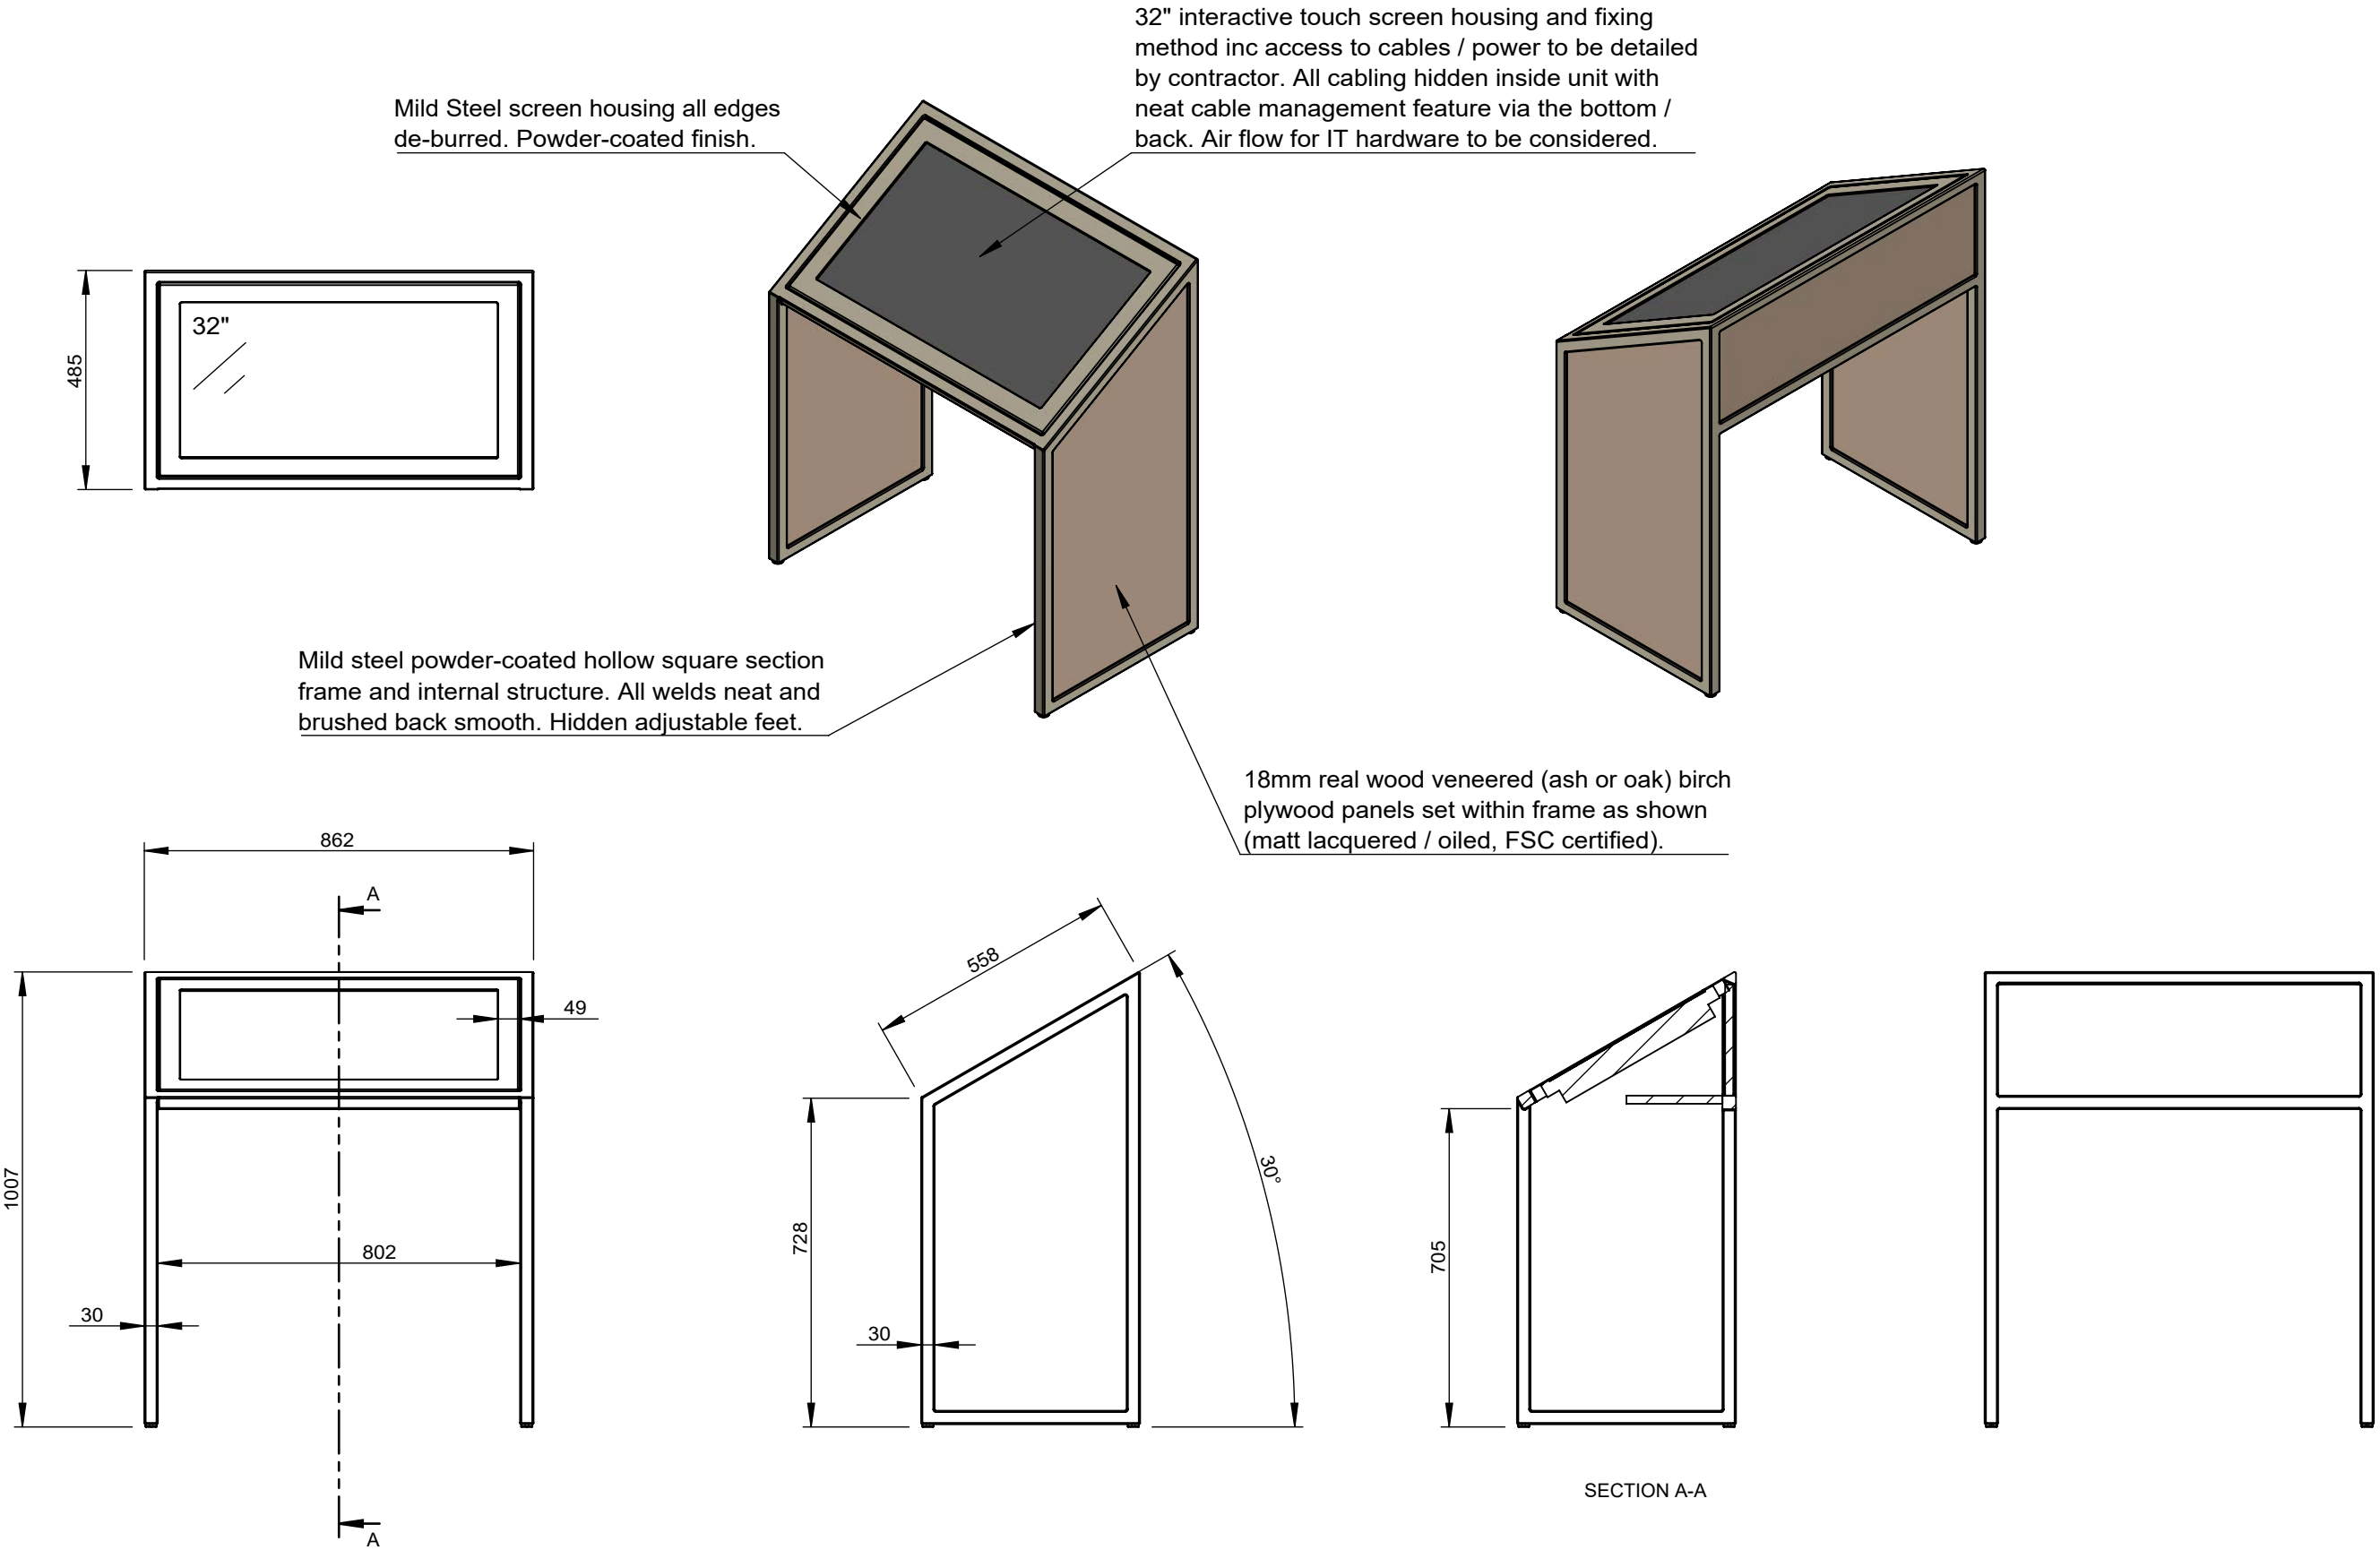 32" interactive touch screen housing and fixing
method inc access to cables / power to be detailed
by contractor. All cabling hidden inside unit with
neat cable management feature via the bottom /
back. Air flow for IT hardware to be considered.
Mild Steel screen housing all edges
de-burred. Powder-coated finish.
32"
485
Mild steel powder-coated hollow square section
frame and internal structure. All welds neat and
brushed back smooth. Hidden adjustable feet.
18mm real wood veneered (ash or oak) birch
plywood panels set within frame as shown
(matt lacquered / oiled, FSC certified).
862
A
49
1007
802
30
A
558
30°
728
30
705
SECTION A-A